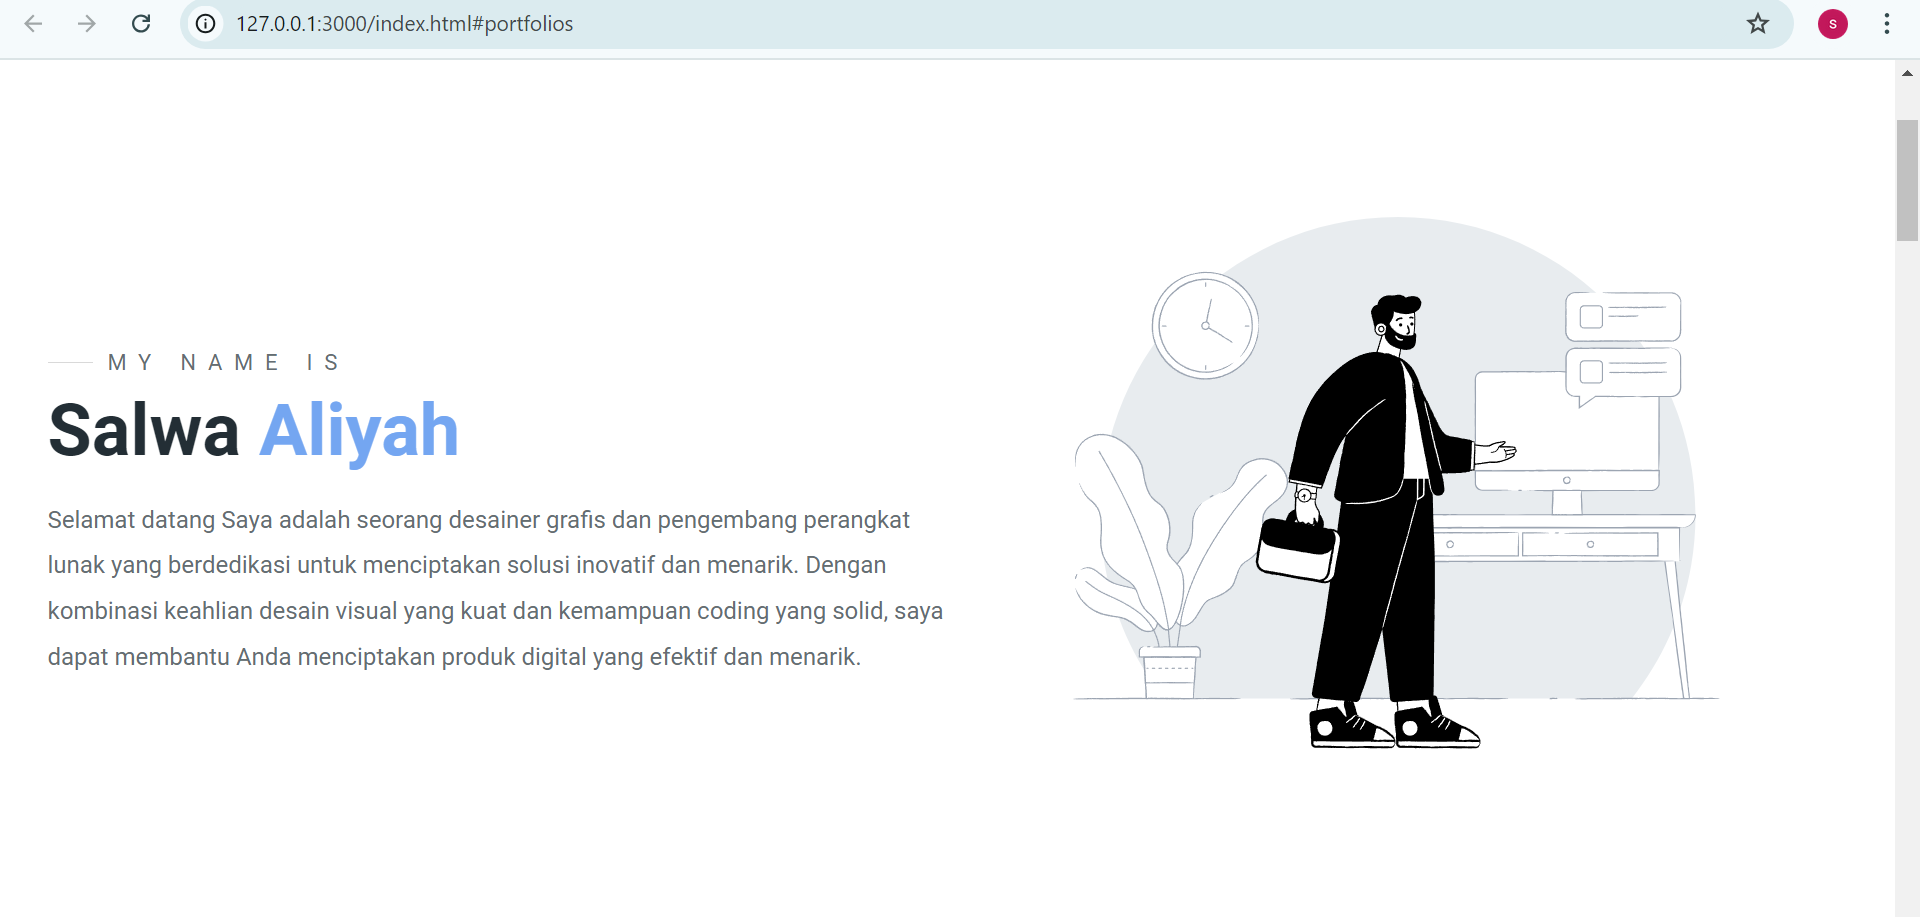 127.0.0.1:3000/index.html#portfolios
S
MY NAME IS
Salwa Aliyah
Selamat datang Saya adalah seorang desainer grafis dan pengembang perangkat
lunak yang berdedikasi untuk menciptakan solusi inovatif dan menarik. Dengan
kombinasi keahlian desain visual yang kuat dan kemampuan coding yang solid, saya
dapat membantu Anda menciptakan produk digital yang efektif dan menarik.